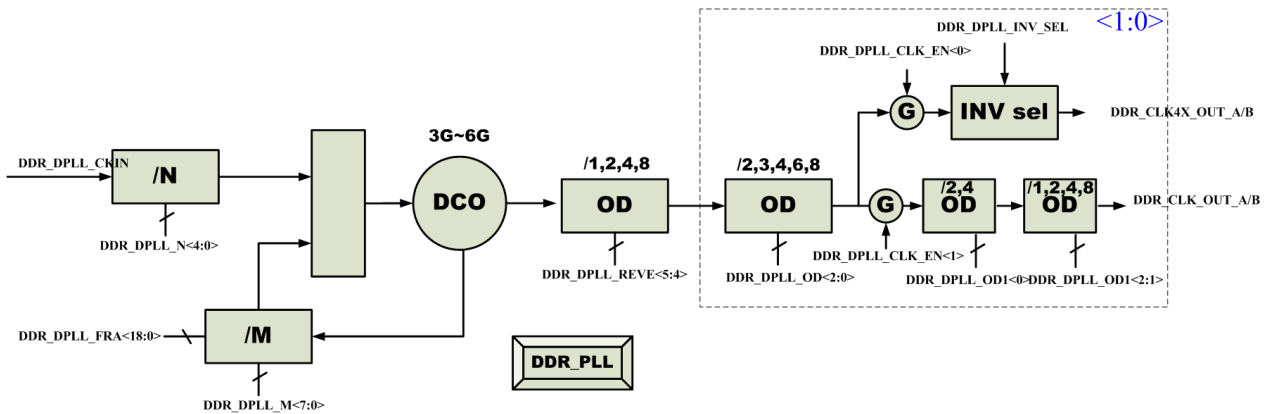 <1:0>
DDR_DPLL_INV_SEL
DDR_DPLL_CLK_EN<0>
G
INV sel
DDR_CLK4X_OUT_A/B
3G~6G
DDR_DPLL_CKIN
/N
DCO
/1,2,4,8
OD
/2,3,4,6,8
OD
G
/2,4
OD
/1,2,4,8
OD
DDR_CLK_OUT_A/B
DDR_DPLL_N<4:0>
DDR_DPLL_REVE<5:4>
DDR_DPLL_OD<2:0>
DDR_DPLL_CLK_EN<1>
DDR_DPLL_OD1<0>
DDR_DPLL_OD1<2:1>
DDR_DPLL_FRA<18:0>
/M
DDR_PLL
DDR_DPLL_M<7:0>